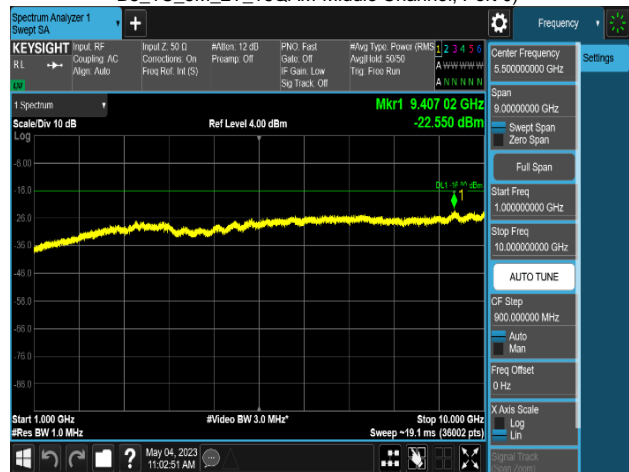 Middle Channel,
Spectrum Analyzer 1
Swept SA
+
Frequency
KEYSIGHT
RL
Input: RF
Coupling: AC
Align: Auto
Input Z: 50 Ω
Corrections: On
Freq Ref: Int (S)
#Atten: 12 dB
Preamp: Off
PNO: Fast
Gate: Off
IF Gain: Low
Sig Track: Off
#Avg Type: Power (RMS
Avg|Hold: 50/50
Trig: Free Run
1 2 3 4 5 6
A W W W W W
A N N N N N
1 Spectrum
Scale/Div 10 dB
Log
Ref Level 4.00 dBm
Mkr1 9.407 02 GHz
-22.550 dBm
-6.00
-16.0
-26.0
-36.0
-46.0
-56.0
-66.0
-76.0
-86.0
1
Start 1.000 GHz
#Res BW 1.0 MHz
#Video BW 3.0 MHz*
Stop 10.000 GHz
Sweep ~19.1 ms (36002 pts)
May 04, 2023
11:02:51 AM
Center Frequency
5.500000000 GHz
Settings
Span
9.00000000 GHz
Swept Span
Zero Span
Full Span
Start Freq
1.000000000 GHz
Stop Freq
10.000000000 GHz
AUTO TUNE
CF Step
900.000000 MHz
Auto
Man
Freq Offset
0 Hz
X Axis Scale
Log
Lin
Signal Track
(Span Zoom)